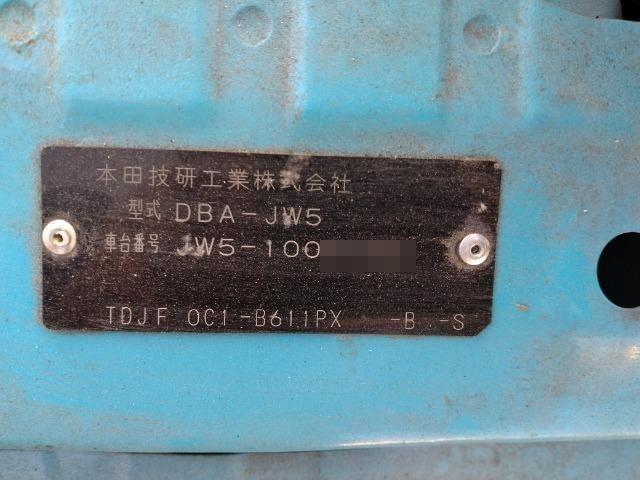 本田技研工業株式会社
型式 DBA-JW5
車台番号 JW5-100
TDJF 0C1-B611PX -B -S